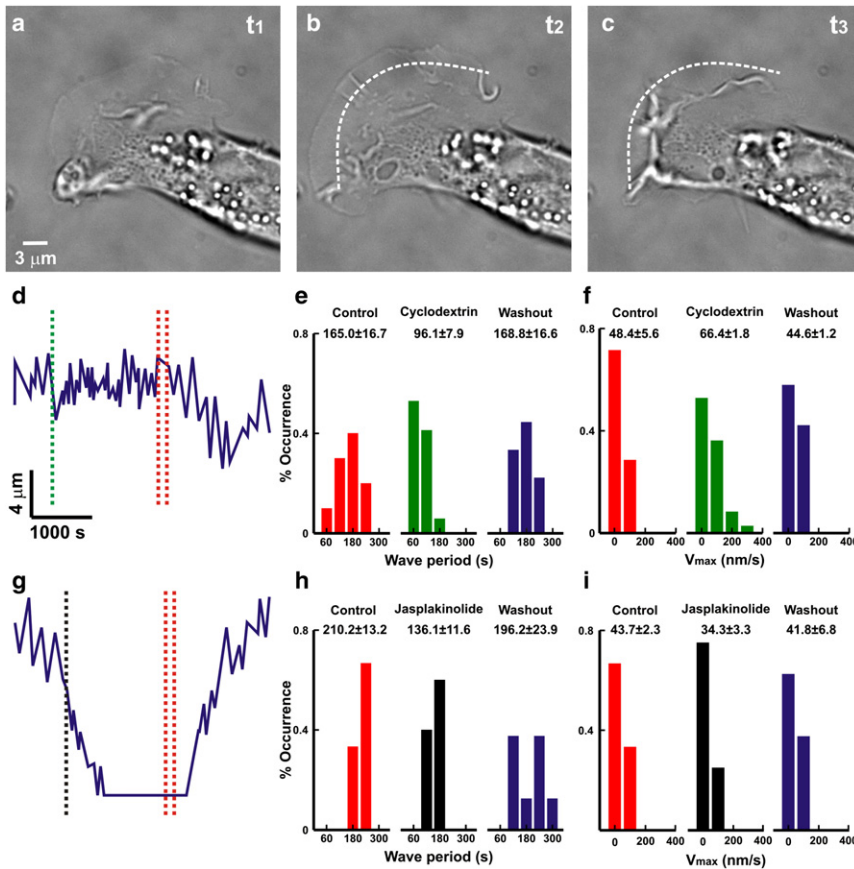 a t1
b t2
c t3
3 μm
d
4 μm
1000 s
e
Control Cyclodextrin Washout
165.0±16.7 96.1±7.9 168.8±16.6
0.8
0.4
0
% Occurrence
60 180 300 60 180 300 60 180 300
Wave period (s)
f
Control Cyclodextrin Washout
48.4±5.6 66.4±1.8 44.6±1.2
0.8
0.4
0
0 200 400 0 200 400 0 200 400
Vmax (nm/s)
g
h
Control Jasplakinolide Washout
210.2±13.2 136.1±11.6 196.2±23.9
0.8
0.4
0
% Occurrence
60 180 300 60 180 300 60 180 300
Wave period (s)
i
Control Jasplakinolide Washout
43.7±2.3 34.3±3.3 41.8±6.8
0.8
0.4
0
0 200 400 0 200 400 0 200 400
Vmax (nm/s)